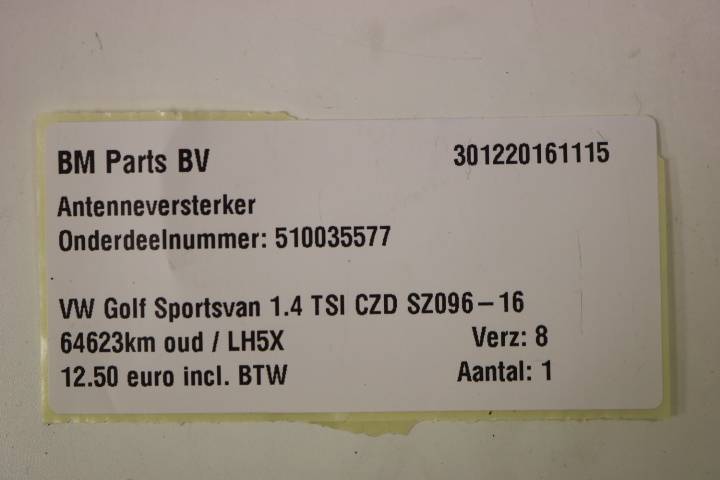 BM Parts BV 301220161115
Antenneversterker
Onderdeelnummer: 510035577
VW Golf Sportsvan 1.4 TSI CZD SZ096-16
64623km oud / LH5X Verz: 8
12.50 euro incl. BTW Aantal: 1